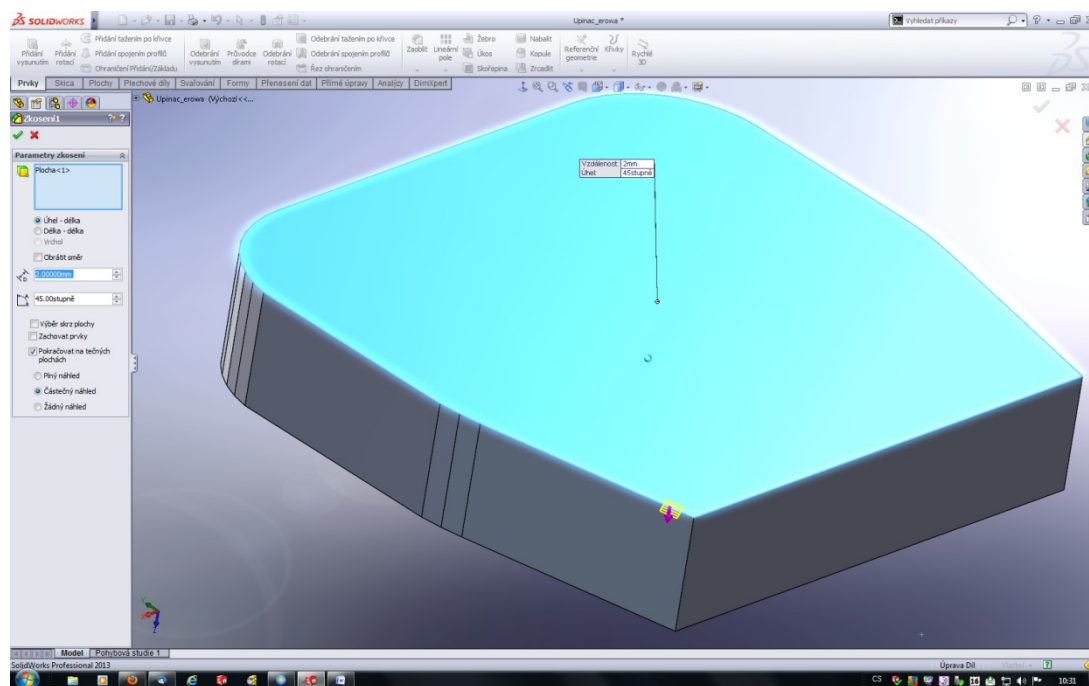 SOLIDWORKS
Upinac_erowa *
Vyhledat příkazy
Přidání vysunutím
Přidání rotací
Přidání tažením po křivce
Přidání spojením profilů
Ohraničení Přidání/Základu
Odebrání vysunutím
Průvodce dírami
Odebrání rotací
Odebrání tažením po křivce
Odebrání spojením profilů
Řez ohraničením
Zaoblit
Lineární pole
Žebro
Úkos
Skořepina
Nabalit
Kopule
Zrcadlit
Referenční geometrie
Křivky
Rychlé 3D
Prvky Skica Plochy Plechové díly Svařování Formy Přenesení dat Přímé úpravy Analýzy DimXpert
Upinac_erowa (Výchozí<<...
Zkosení1
Parametry zkosení
Plocha<1>
Úhel - délka
Délka - délka
Vrchol
Obrátit směr
2.00000mm
45.00stupně
Výběr skrz plochy
Zachovat prvky
Pokračovat na tečných
plochách
Plný náhled
Částečný náhled
Žádný náhled
Vzdálenost: 2mm
Úhel: 45stupně
Model Pohybová studie 1
SolidWorks Professional 2013
Úprava Díl
Vlastní
CS
10:31